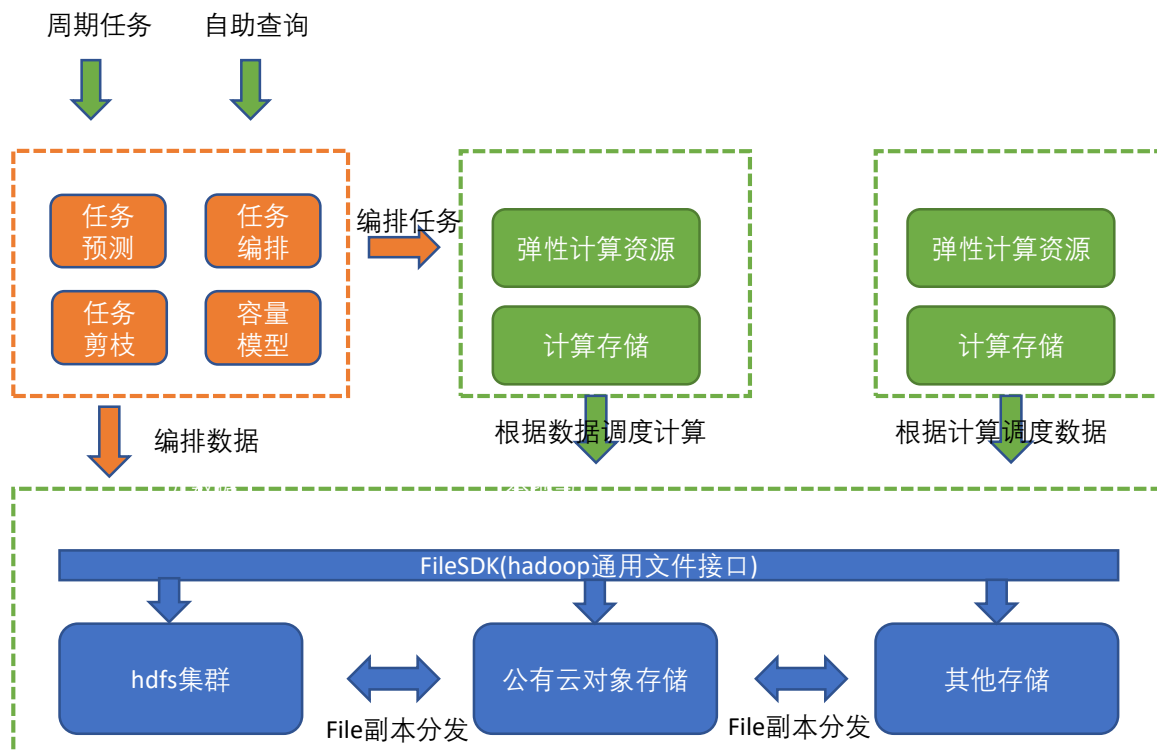 周期任务
自助查询
任务
预测
任务
编排
任务
剪枝
容量
模型
编排任务
弹性计算资源
计算存储
弹性计算资源
计算存储
编排数据
根据数据调度计算
根据计算调度数据
FileSDK(hadoop通用文件接口)
hdfs集群
公有云对象存储
其他存储
File副本分发
File副本分发